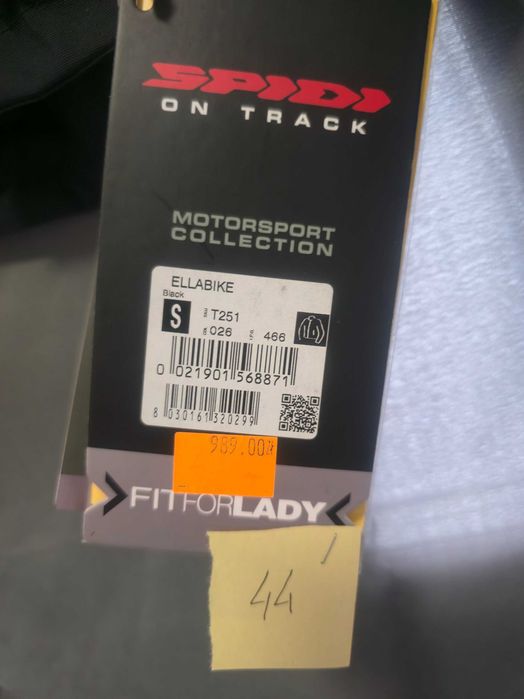 SPIDI
ON TRACK
MOTORSPORT
COLLECTION
ELLABIKE
Black
S
T251
026
466
0 021901 568871
8 030161 320299
989.00zł
FIT FOR LADY
44